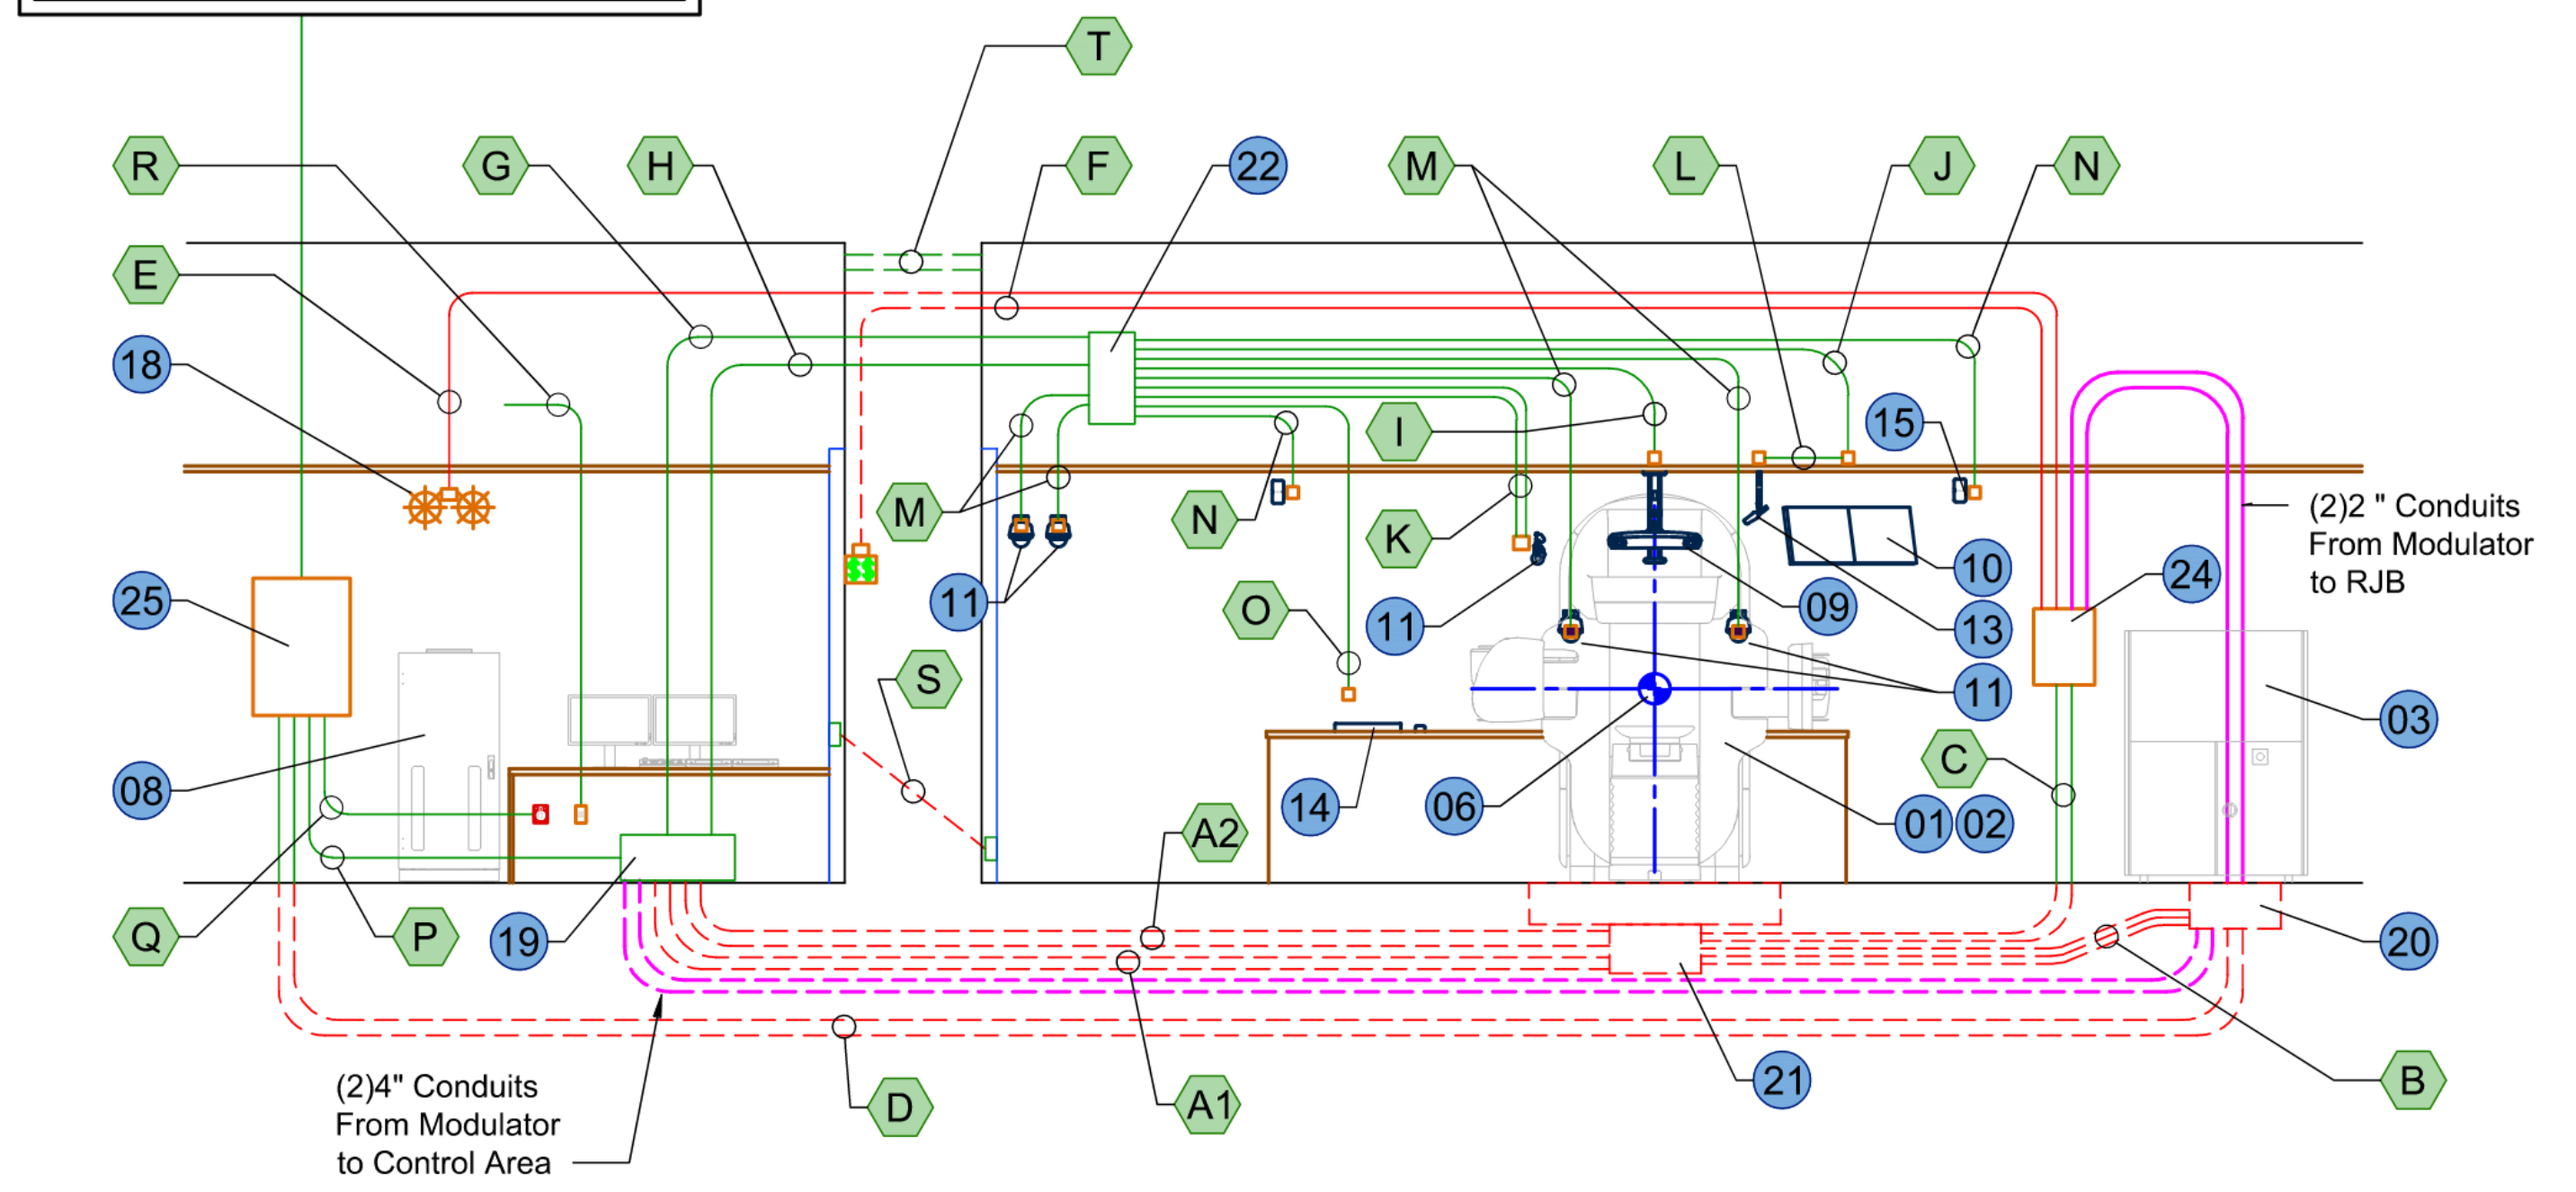 T
R
G
H
F
22
M
L
J
N
E
18
I
15
M
N
K
(2)2 " Conduits
From Modulator
to RJB
10
24
25
11
O
11
09
13
S
11
03
08
14
06
C
01 02
A2
Q
P
19
20
(2)4" Conduits
From Modulator
to Control Area
D
A1
21
B